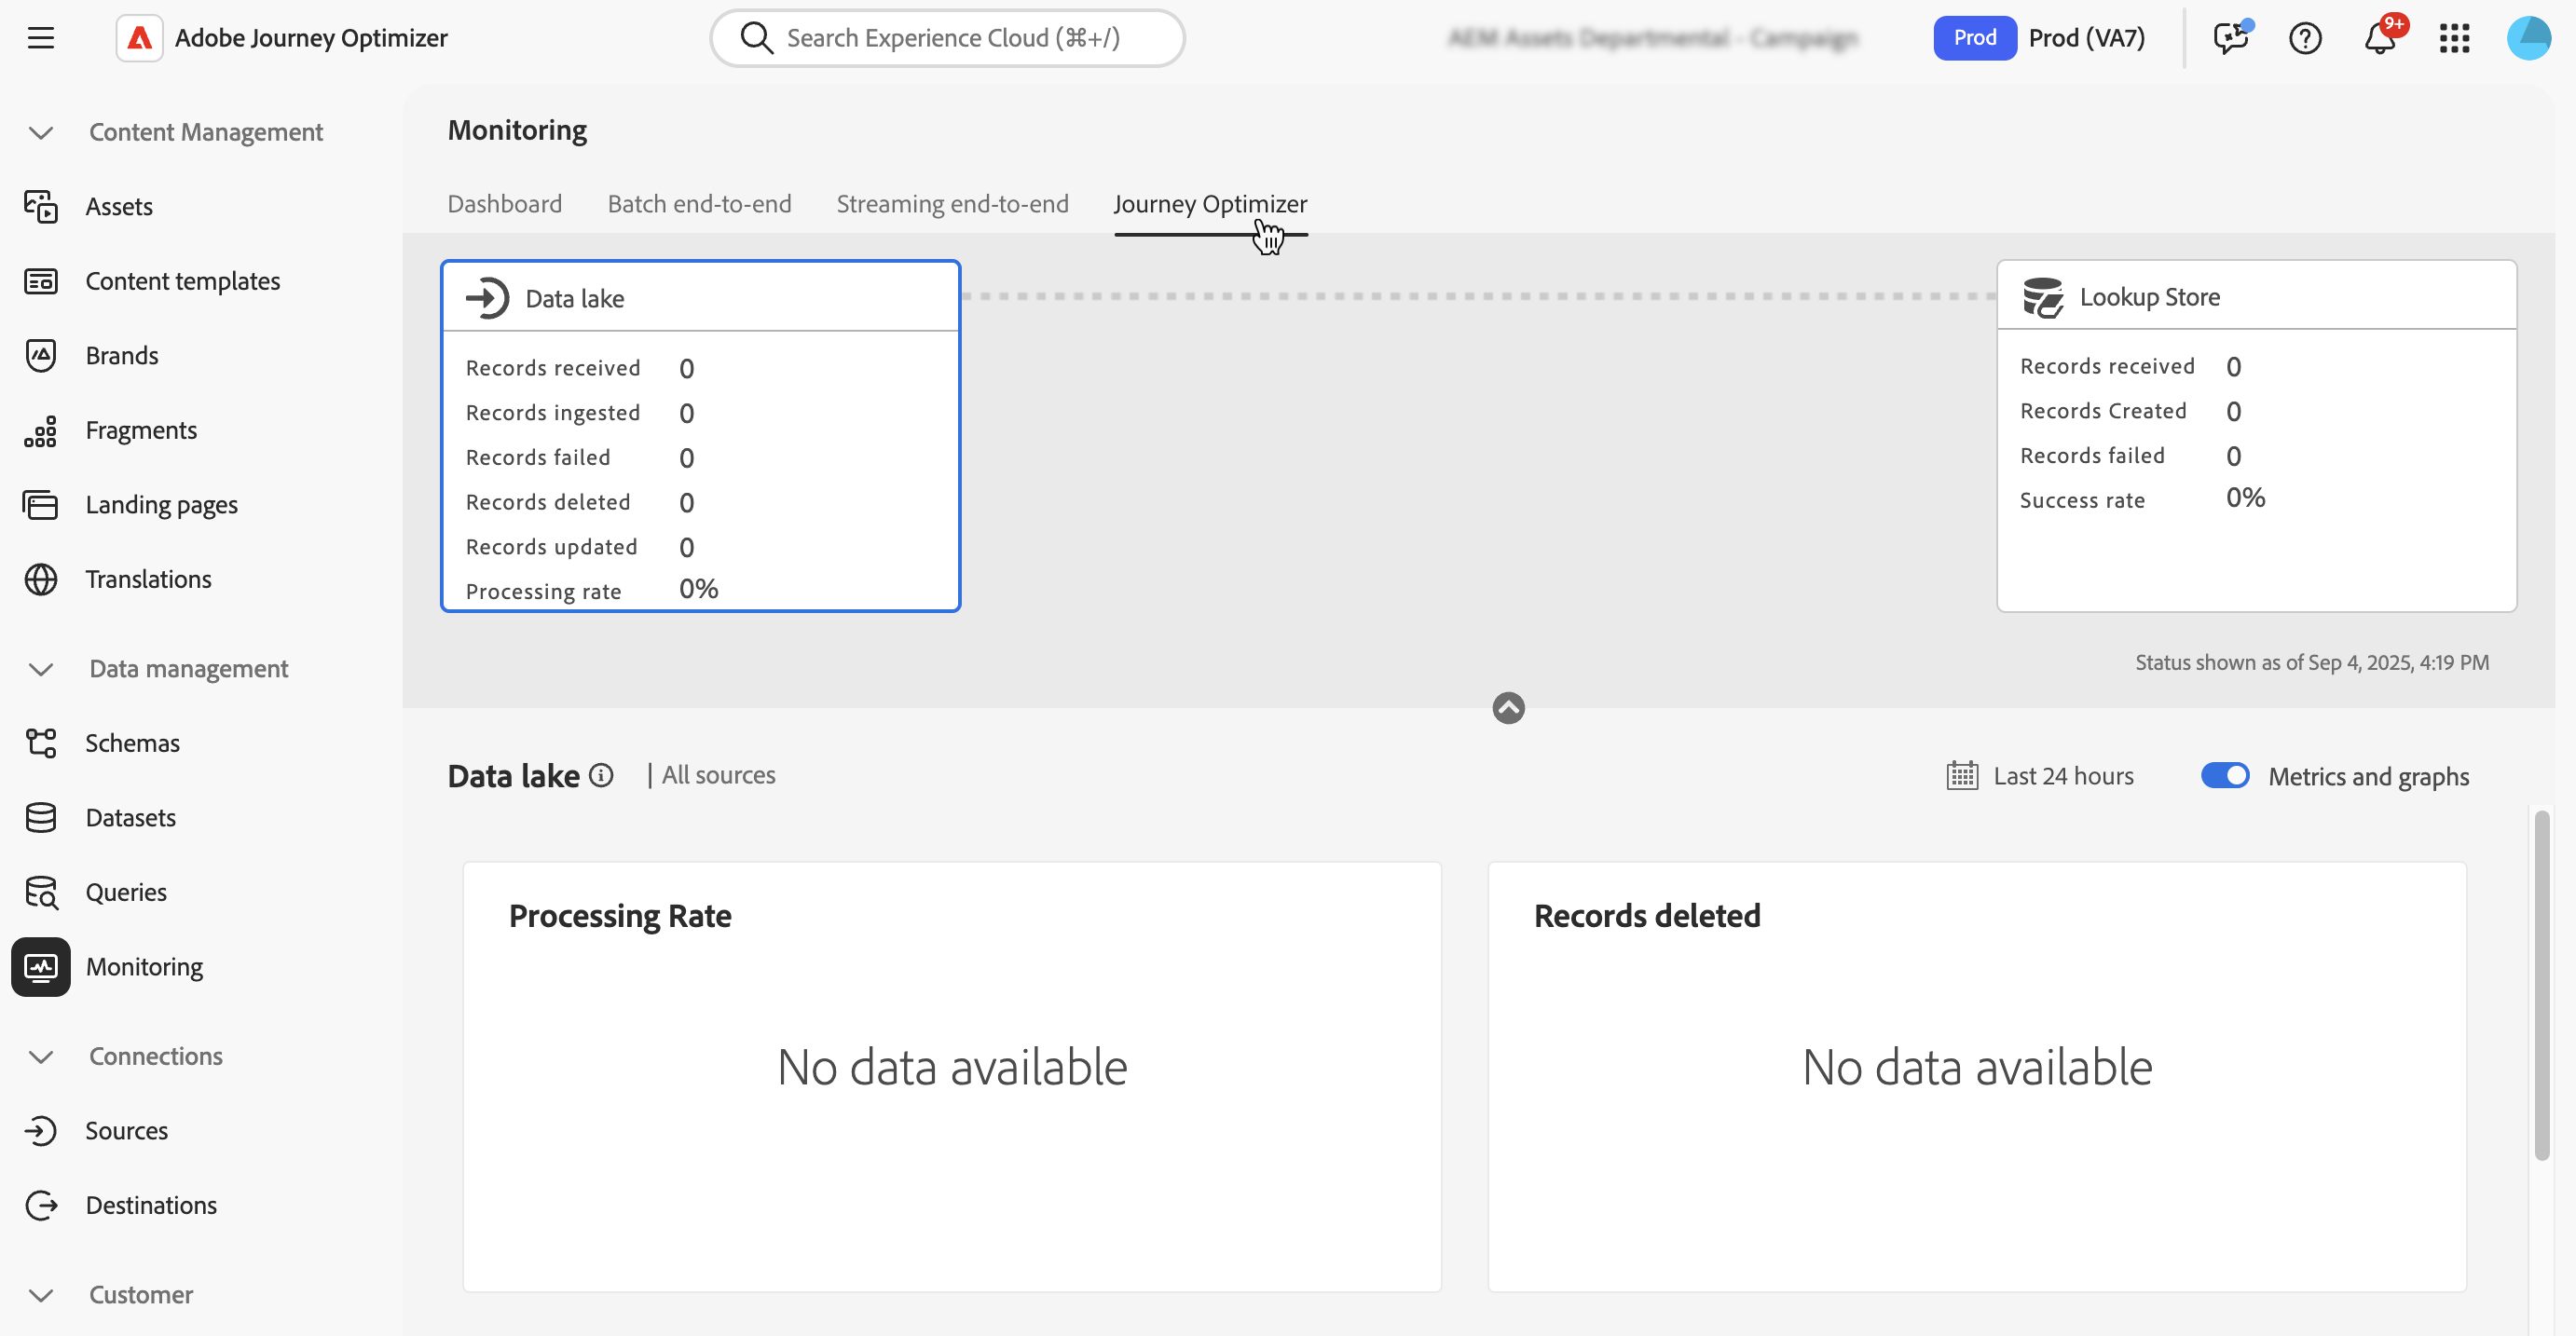 Adobe Journey Optimizer
Search Experience Cloud (⌘+/)
Prod
Prod (VA7)
9+
Content Management
Assets
Content templates
Brands
Fragments
Landing pages
Translations
Data management
Schemas
Datasets
Queries
Monitoring
Connections
Sources
Destinations
Customer
Monitoring
Dashboard
Batch end-to-end
Streaming end-to-end
Journey Optimizer
Data lake
Records received 0
Records ingested 0
Records failed 0
Records deleted 0
Records updated 0
Processing rate 0%
Lookup Store
Records received 0
Records Created 0
Records failed 0
Success rate 0%
Status shown as of Sep 4, 2025, 4:19 PM
Data lake
| All sources
Last 24 hours
Metrics and graphs
Processing Rate
No data available
Records deleted
No data available